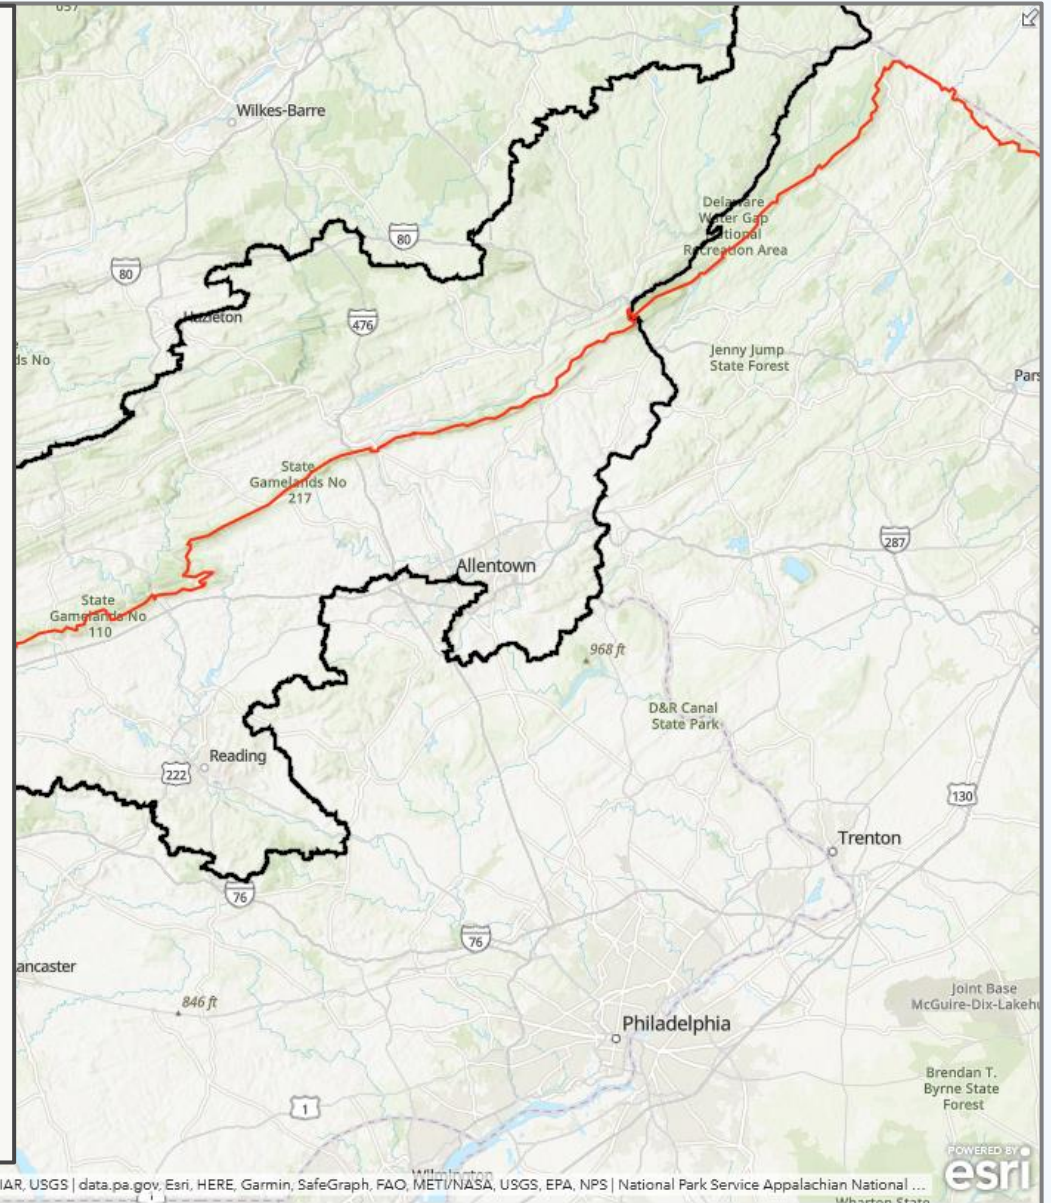 Wilkes-Barre
80
Delaware
Water Gap
National
Recreation Area
80
Hazleton
476
ds No
Jenny Jump
State Forest
Pars
State
Gamelands No
217
287
Allentown
State
Gamelands No
110
968 ft
D&R Canal
State Park
Reading
222
130
Trenton
76
76
ancaster
846 ft
Joint Base
McGuire-Dix-Lakehu
Philadelphia
Brendan T.
Byrne State
Forest
1
POWERED BY
esri
Wilmington
IAR, USGS | data.pa.gov, Esri, HERE, Garmin, SafeGraph, FAO, METI/NASA, USGS, EPA, NPS | National Park Service Appalachian National ...
Wharton State